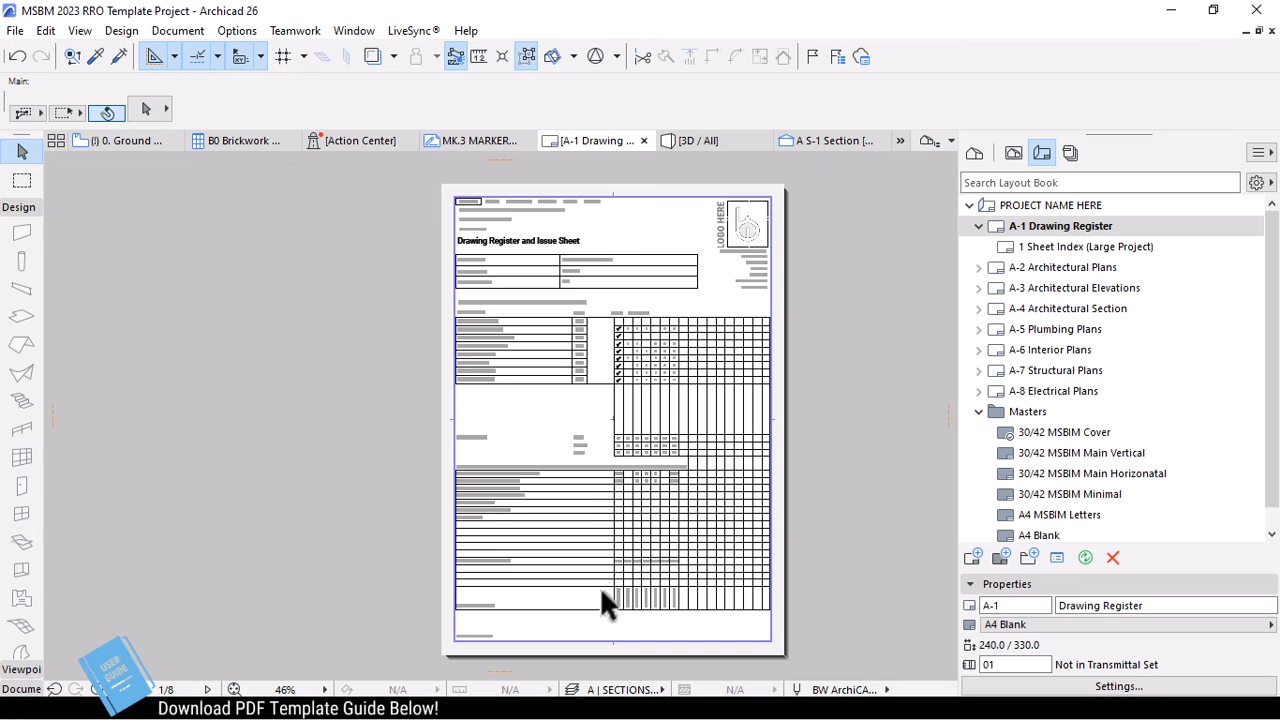 MSBM 2023 RRO Template Project - Archicad 26
File Edit View Design Document Options Teamwork Window LiveSync® Help
Main:
(!) 0. Ground ...
B0 Brickwork ...
[Action Center]
MK.3 MARKER...
[A-1 Drawing ...
[3D / All]
A S-1 Section [...
Design
Search Layout Book
PROJECT NAME HERE
A-1 Drawing Register
1 Sheet Index (Large Project)
A-2 Architectural Plans
A-3 Architectural Elevations
A-4 Architectural Section
A-5 Plumbing Plans
A-6 Interior Plans
A-7 Structural Plans
A-8 Electrical Plans
Masters
30/42 MSBIM Cover
30/42 MSBIM Main Vertical
30/42 MSBIM Main Horizonatal
30/42 MSBIM Minimal
A4 MSBIM Letters
A4 Blank
LOGO HERE
Drawing Register and Issue Sheet
Properties
A-1 Drawing Register
A4 Blank
240.0 / 330.0
01 Not in Transmittal Set
Settings...
Viewpoi
Docume
1/8
46%
N/A
N/A
A | SECTIONS...
N/A
BW ArchiCA...
USER GUIDE
Download PDF Template Guide Below!